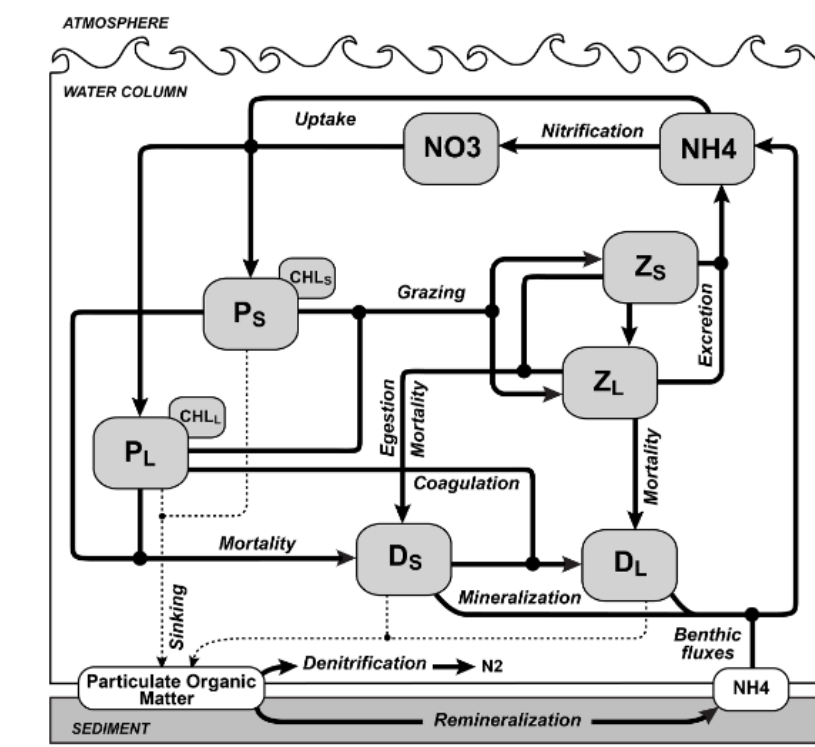 ATMOSPHERE
WATER COLUMN
Uptake
NO3
Nitrification
NH4
CHLS
PS
Grazing
ZS
Excretion
ZL
CHLL
PL
Egestion
Mortality
Mortality
Coagulation
Mortality
DS
DL
Mineralization
Sinking
Benthic
fluxes
Denitrification
N2
Particulate Organic
Matter
NH4
SEDIMENT
Remineralization